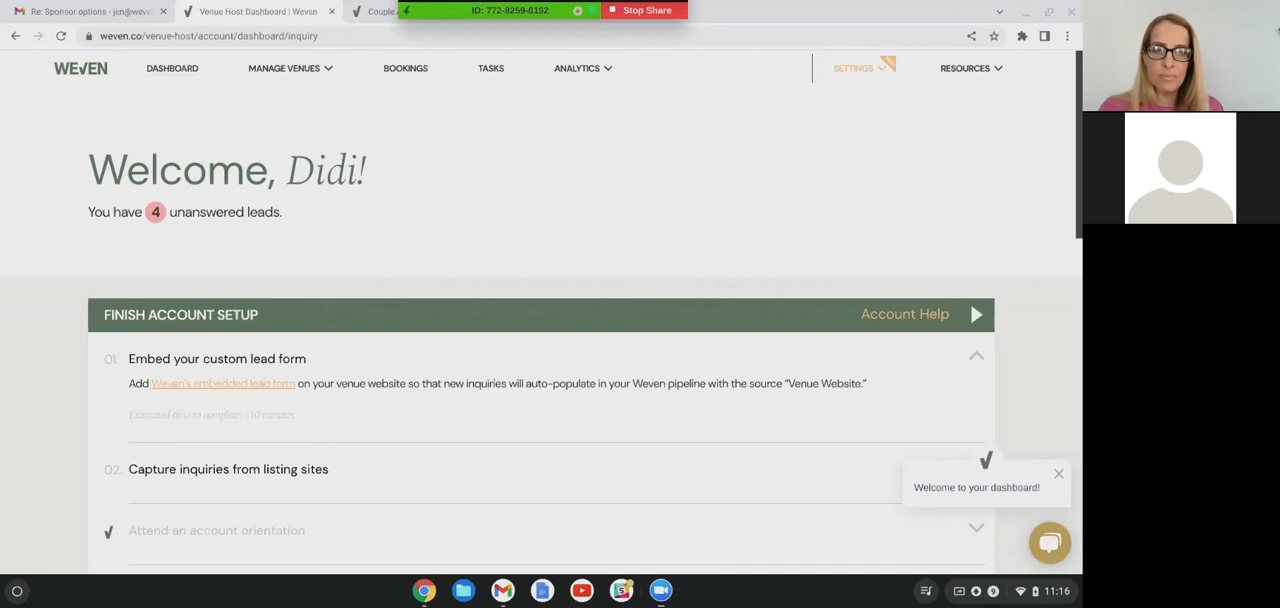 Re: Sponsor options - jen@weve
Venue Host Dashboard | Weven
Couple
ID: 772-8259-8192
Stop Share
weven.co/venue-host/account/dashboard/inquiry
WEVEN
DASHBOARD
MANAGE VENUES
BOOKINGS
TASKS
ANALYTICS
SETTINGS
RESOURCES
Welcome, Didi!
You have 4 unanswered leads.
FINISH ACCOUNT SETUP
Account Help
01. Embed your custom lead form
Add Weven's embedded lead form on your venue website so that new inquiries will auto-populate in your Weven pipeline with the source “Venue Website.”
Estimated time to complete: <10 minutes
02. Capture inquiries from listing sites
Welcome to your dashboard!
Attend an account orientation
9
11:16